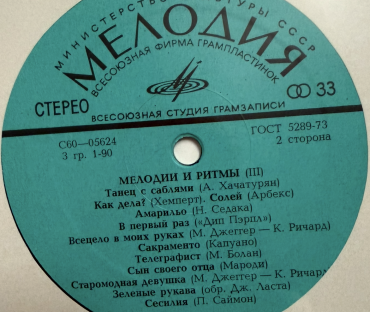 МИНИСТЕРСТВО КУЛЬТУРЫ СССР
МЕЛОДИЯ
ВСЕСОЮЗНАЯ ФИРМА ГРАМПЛАСТИНОК
СТЕРЕО
33
ВСЕСОЮЗНАЯ СТУДИЯ ГРАМЗАПИСИ
С60—05624
3 гр. 1-90
ГОСТ 5289-73
2 сторона
МЕЛОДИИ И РИТМЫ (III)
Танец с саблями (А. Хачатурян)
Как дела? (Хемперт). Солей (Арбекс)
Амарильо (Н. Седака)
В первый раз («Дип Пэрпл»)
Всецело в моих руках (М. Джеггер — К. Ричард)
Сакраменто (Капуано)
Телеграфист (М. Болан)
Сын своего отца (Мароди)
Старомодная девушка (М. Джеггер — К. Ричард)
Зеленые рукава (обр. Дж. Ласта)
Сесилия (П. Саймон)